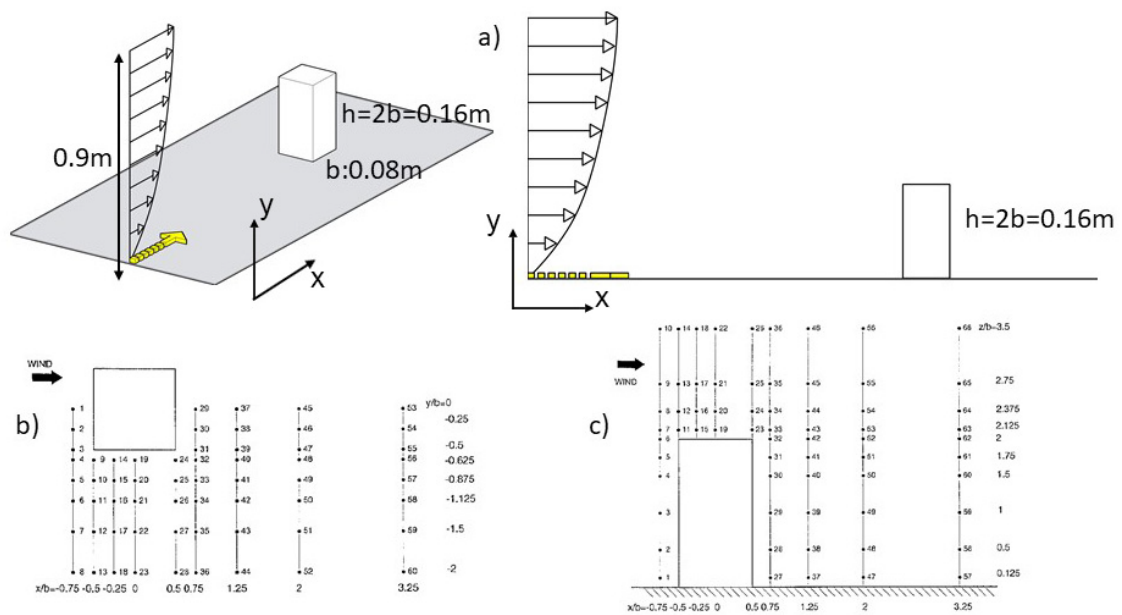 a)
h=2b=0.16m
0.9m
b:0.08m
y
x
y
x
h=2b=0.16m
b)
WIND
1 29 37 45 53 y/b=0
2 30 38 46 54 -0.25
3 31 39 47 55 -0.5
4 9 14 19 24 32 40 48 56 -0.625
5 10 15 20 25 33 41 49 57 -0.875
6 11 16 21 26 34 42 50 58 -1.125
7 12 17 22 27 35 43 51 59 -1.5
8 13 18 23 28 36 44 52 60 -2
x/b=-0.75 -0.5 -0.25 0 0.5 0.75 1.25 2 3.25
c)
WIND
10 14 18 22 26 36 46 56 66 z/b=3.5
9 13 17 21 25 35 45 55 65 2.75
8 12 16 20 24 34 44 54 64 2.375
7 11 15 19 23 33 43 53 63 2.125
6 32 42 52 62 2
5 31 41 51 61 1.75
4 30 40 50 60 1.5
3 29 39 49 1
2 28 38 48 58 0.5
1 27 37 47 57 0.125
x/b=-0.75 -0.5 -0.25 0 0.5 0.75 1.25 2 3.25